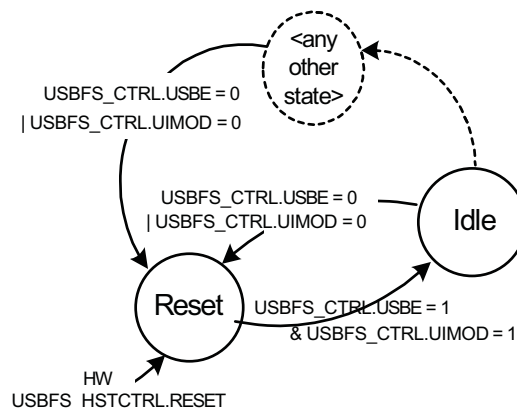 <any
other
state>
USBFS_CTRL.USBE = 0
| USBFS_CTRL.UIMOD = 0
USBFS_CTRL.USBE = 0
| USBFS_CTRL.UIMOD = 0
Idle
Reset
USBFS_CTRL.USBE = 1
& USBFS_CTRL.UIMOD = 1
HW
USBFS_HSTCTRL.RESET